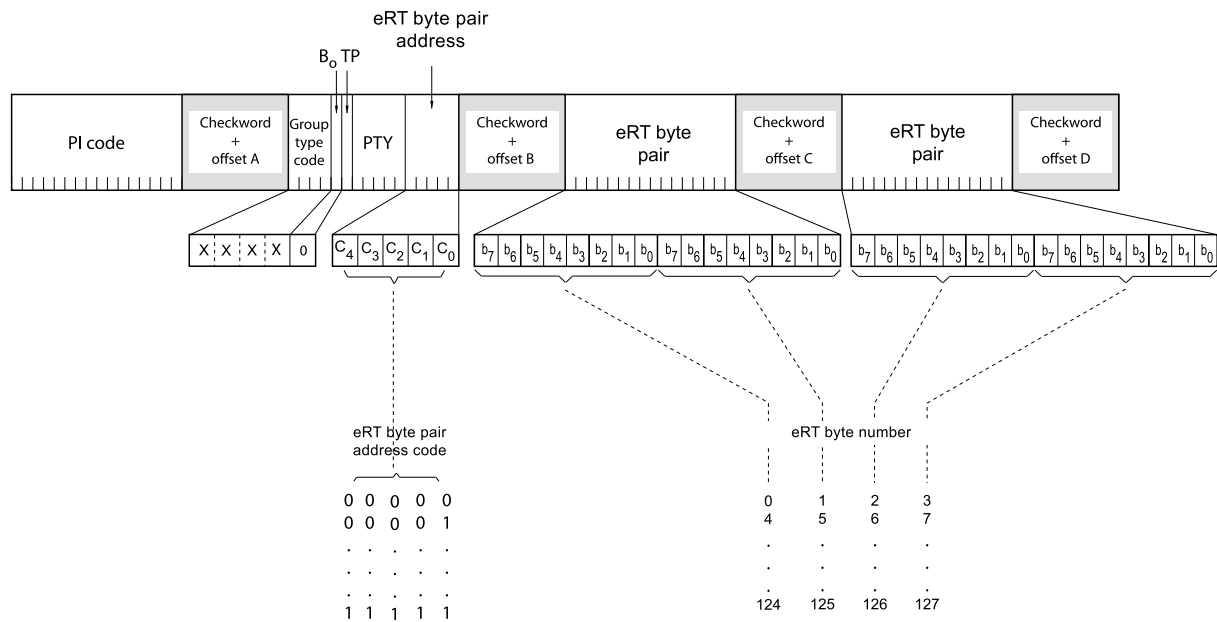 eRT byte pair
address
Bo TP
PI code
Checkword
+
offset A
Group
type
code
PTY
Checkword
+
offset B
eRT byte
pair
Checkword
+
offset C
eRT byte
pair
Checkword
+
offset D
X X X X 0
C4 C3 C2 C1 C0
b7 b6 b5 b4 b3 b2 b1 b0 b7 b6 b5 b4 b3 b2 b1 b0
b7 b6 b5 b4 b3 b2 b1 b0 b7 b6 b5 b4 b3 b2 b1 b0
eRT byte pair
address code
eRT byte number
0 0 0 0 0
0 0 0 0 1
. . . . .
. . . . .
. . . . .
1 1 1 1 1
0 1 2 3
4 5 6 7
. . . .
. . . .
. . . .
124 125 126 127